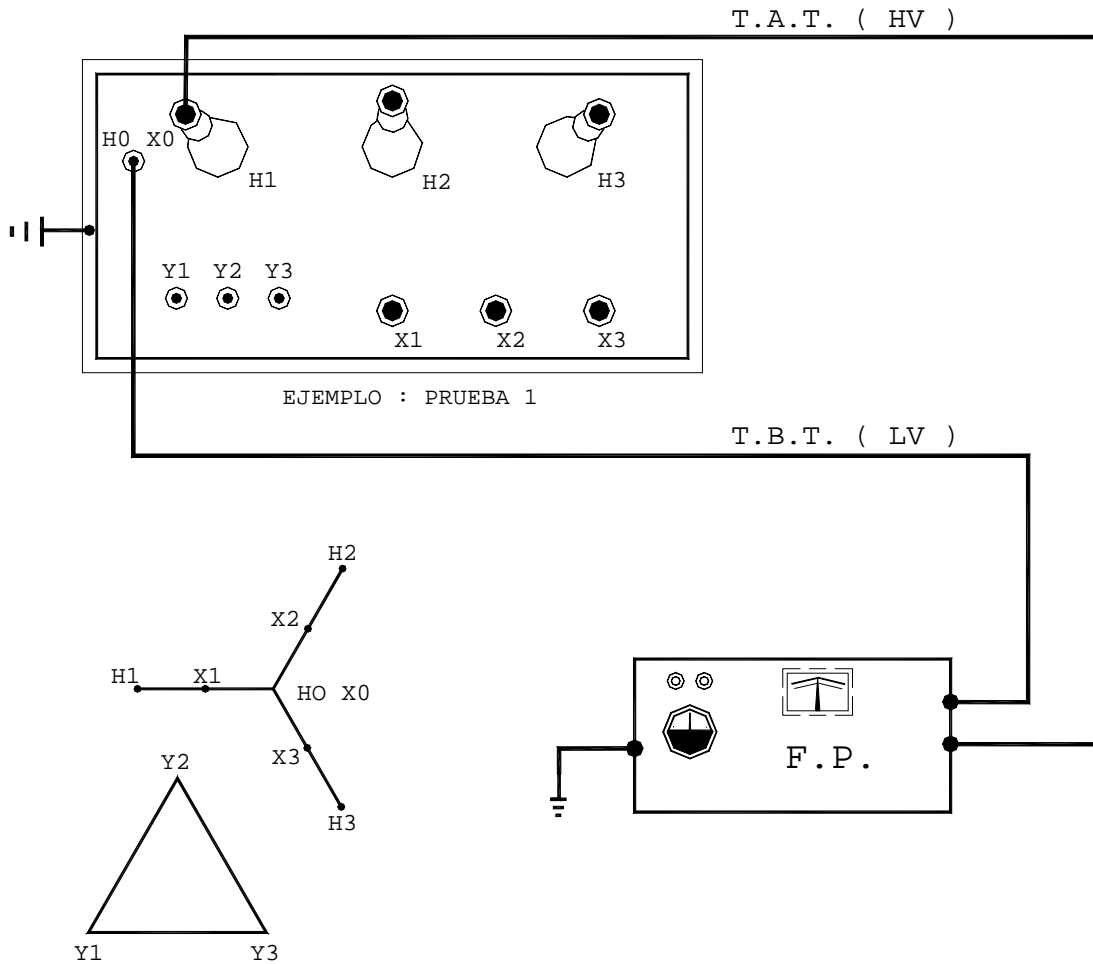 T.A.T. ( HV )
H0 X0
H1
H2
H3
Y1 Y2 Y3
X1 X2 X3
EJEMPLO : PRUEBA 1
T.B.T. ( LV )
H2
X2
H1 X1
HO X0
X3
H3
Y2
Y1 Y3
F.P.